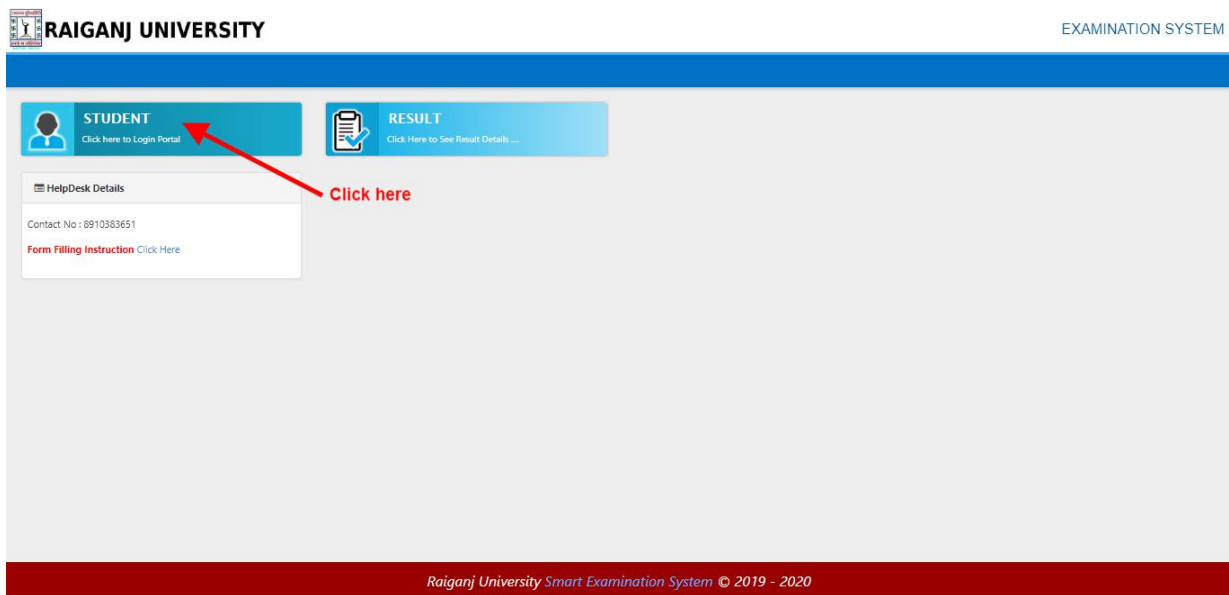 RAIGANJ UNIVERSITY
EXAMINATION SYSTEM
STUDENT
Click here to Login Portal
RESULT
Click Here to See Result Details ...
HelpDesk Details
Click here
Contact No : 8910383651
Form Filling Instruction Click Here
Raiganj University Smart Examination System © 2019 - 2020